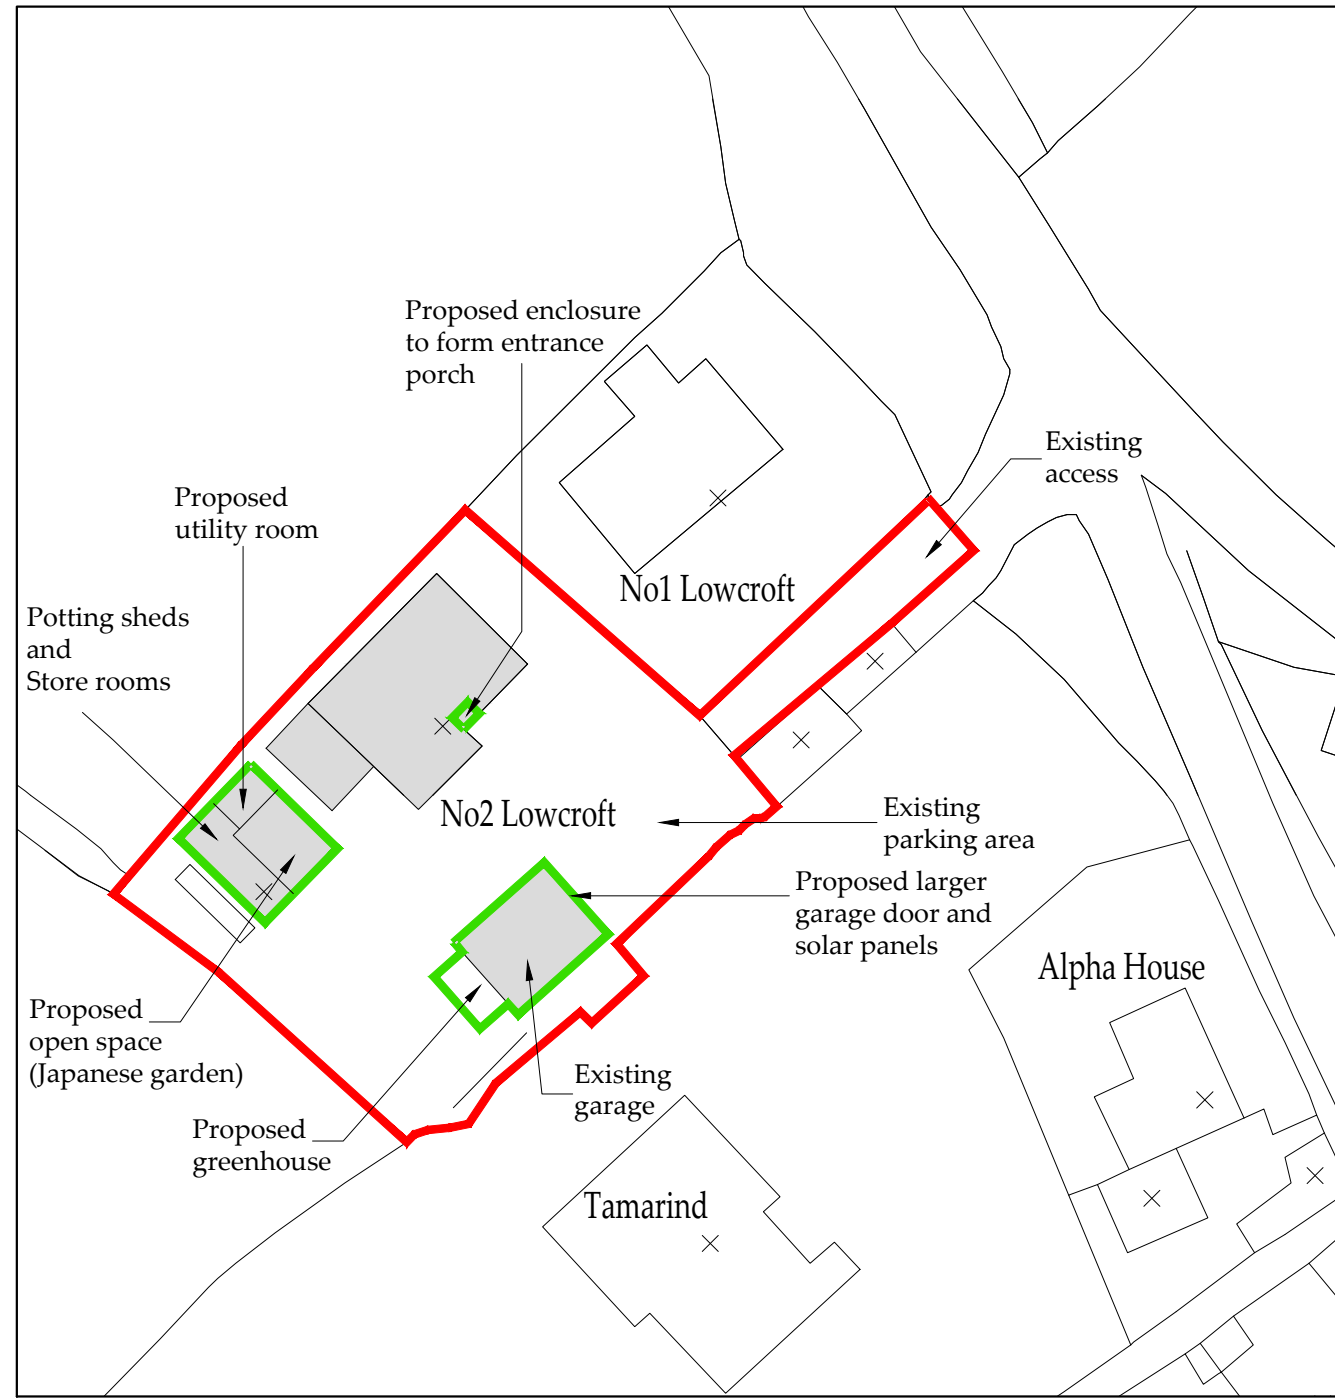 Proposed enclosure
to form entrance
porch
Existing
access
Proposed
utility room
No1 Lowcroft
Potting sheds
and
Store rooms
No2 Lowcroft
Existing
parking area
Proposed larger
garage door and
solar panels
Alpha House
Proposed
open space
(Japanese garden)
Existing
garage
Proposed
greenhouse
Tamarind